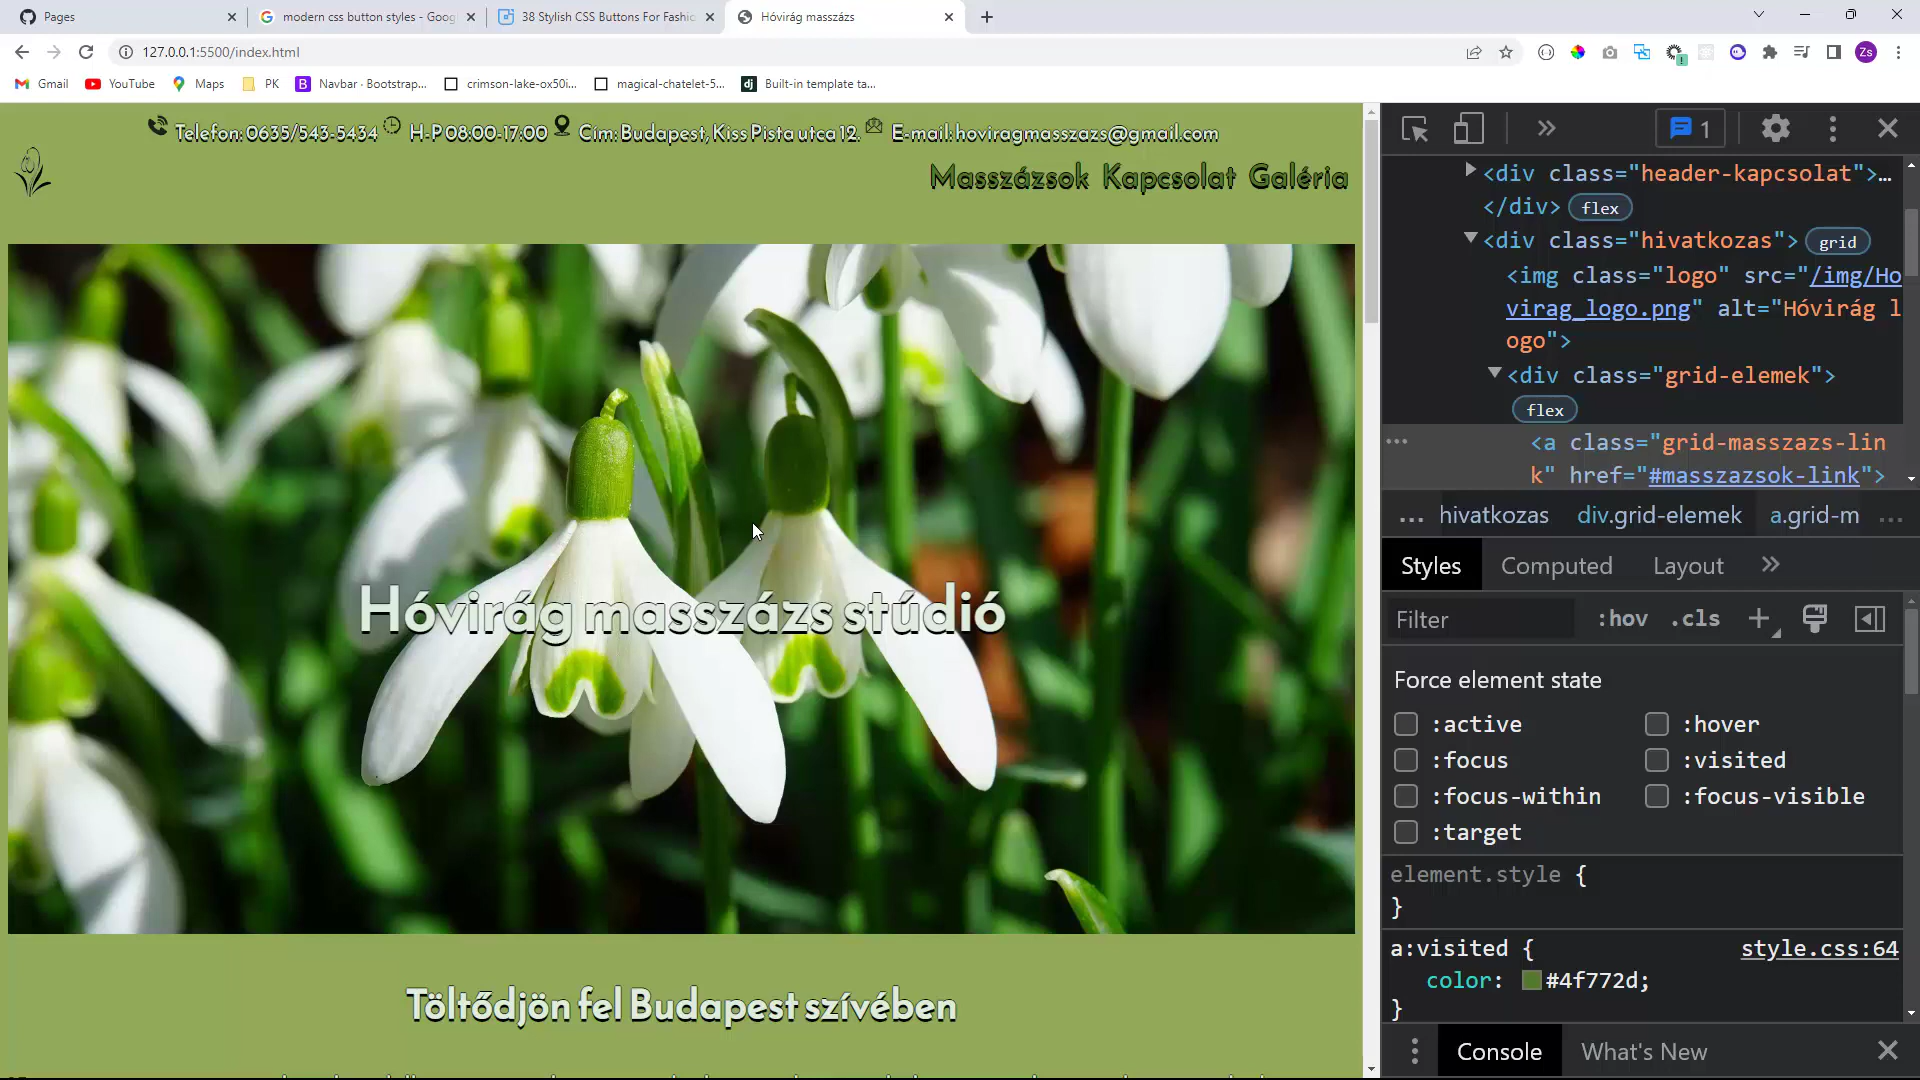 Pages
modern css button styles - Goog
38 Stylish CSS Buttons For Fashio
Hóvirág masszázs
127.0.0.1:5500/index.html
Zs
Gmail
YouTube
Maps
PK
Navbar · Bootstrap...
crimson-lake-ox50i...
magical-chatelet-5...
Built-in template ta...
Telefon: 0635/543-5434 H-P 08:00-17:00 Cím: Budapest, Kiss Pista utca 12. E-mail: hoviragmasszazs@gmail.com
Masszázsok Kapcsolat Galéria
Hóvirág masszázs stúdió
Töltődjön fel Budapest szívében
1
<div class="header-kapcsolat">…
</div> flex
<div class="hivatkozas"> grid
<img class="logo" src="/img/Ho
virag_logo.png" alt="Hóvirág l
ogo">
<div class="grid-elemek">
flex
<a class="grid-masszazs-lin
k" href="#masszazsok-link">
... hivatkozas div.grid-elemek a.grid-m ...
Styles Computed Layout
Filter :hov .cls
Force element state
:active :hover
:focus :visited
:focus-within :focus-visible
:target
element.style {
}
a:visited { style.css:64
color: #4f772d;
}
Console What's New